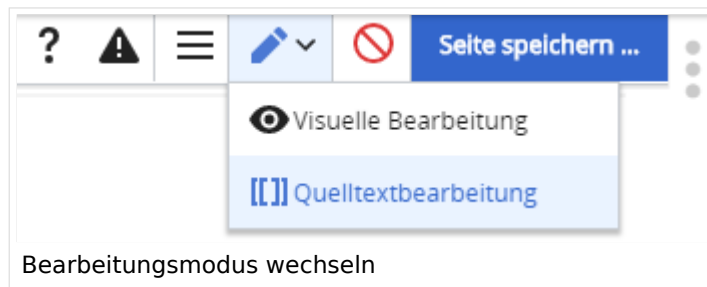 ? Seite speichern ...
Visuelle Bearbeitung
[[ ]] Quelltextbearbeitung
Bearbeitungsmodus wechseln